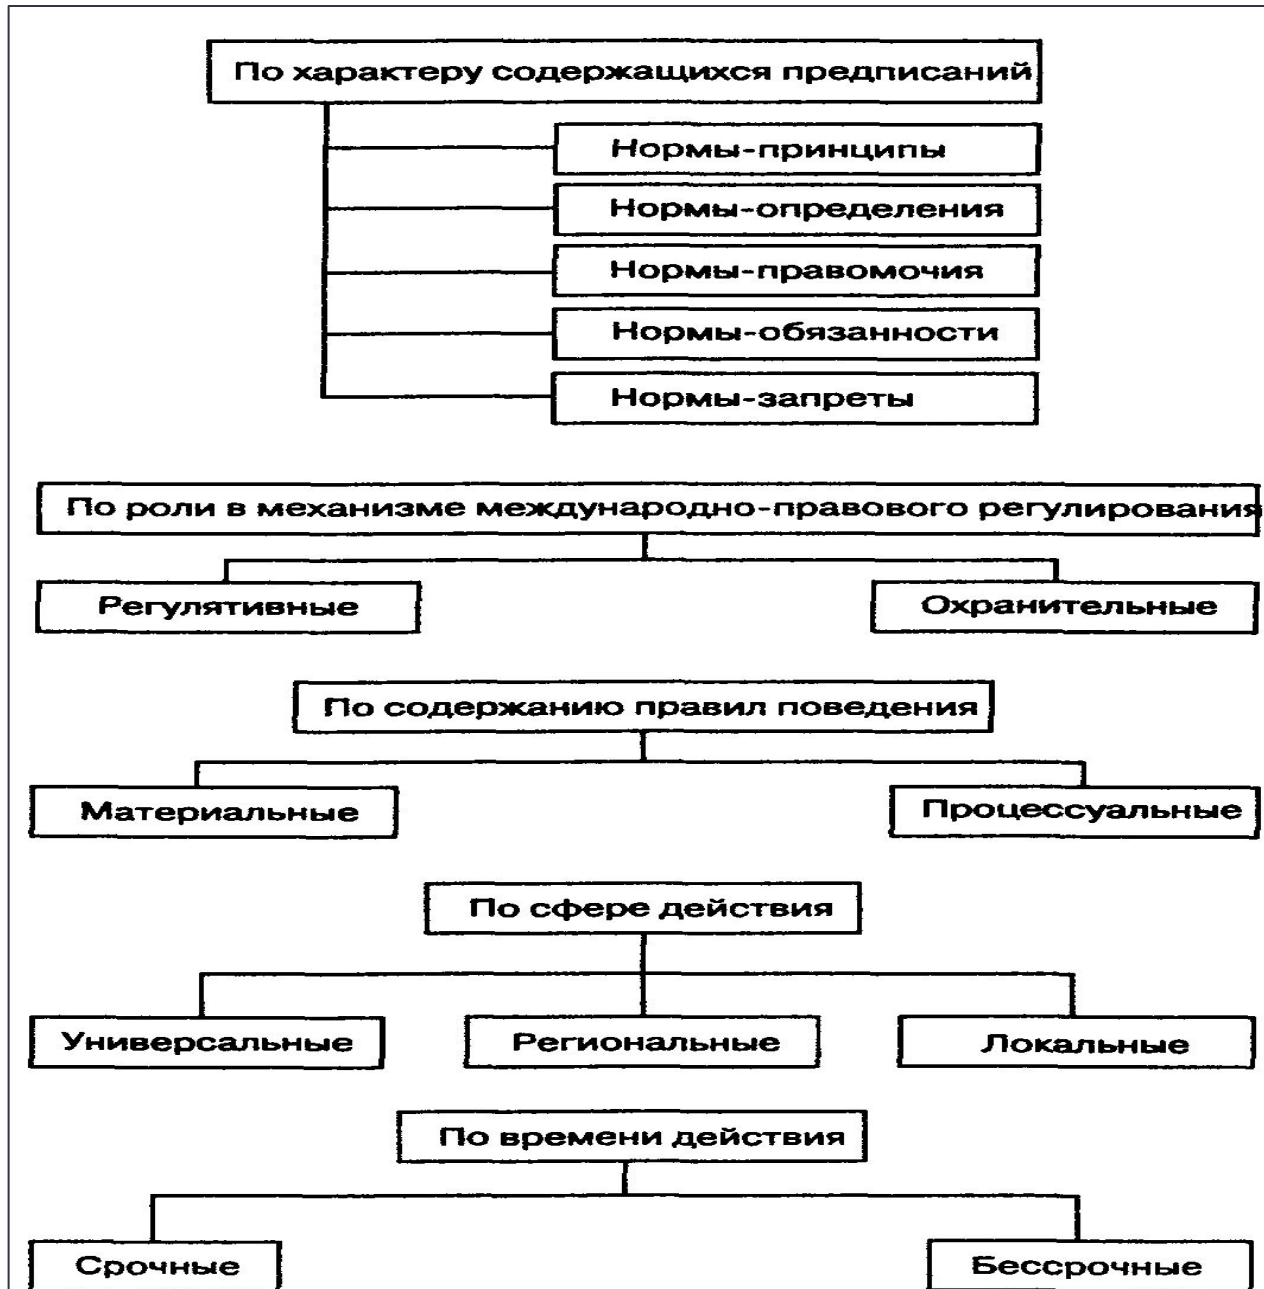 По характеру содержащихся предписаний
Нормы-принципы
Нормы-определения
Нормы-правомочия
Нормы-обязанности
Нормы-запреты
По роли в механизме международно-правового регулирования
Регулятивные
Охранительные
По содержанию правил поведения
Материальные
Процессуальные
По сфере действия
Универсальные
Региональные
Локальные
По времени действия
Срочные
Бессрочные